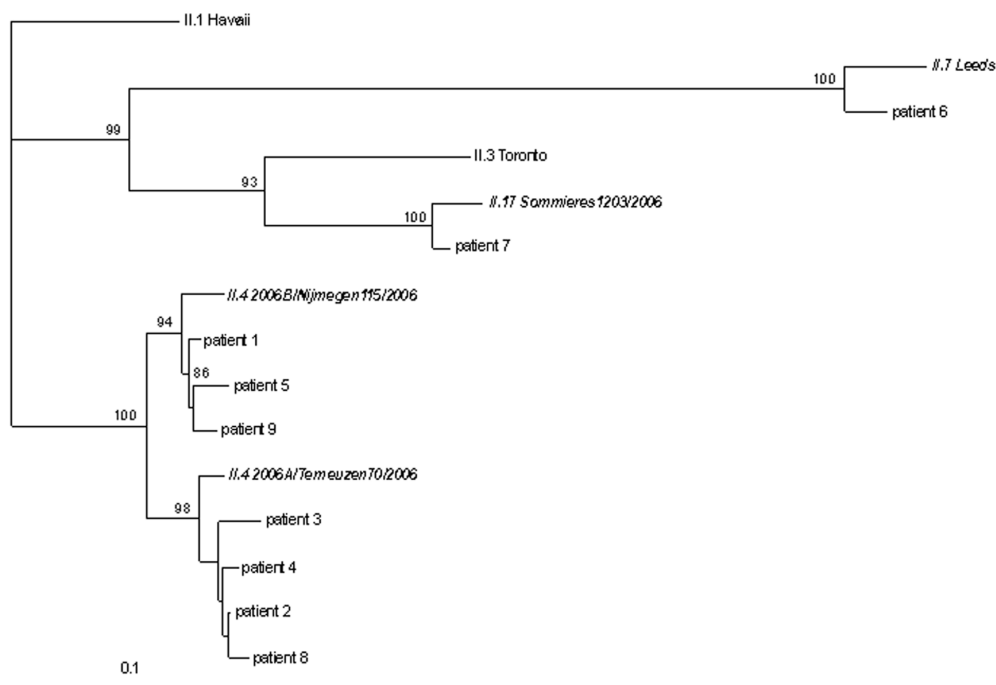 II.1 Hawaii
II.7 Leeds
100
patient 6
99
II.3 Toronto
93
II.17 Sommieres1203/2006
100
patient 7
II.4 2006B/Nijmegen115/2006
94
patient 1
86
patient 5
100
patient 9
II.4 2006A/Terneuzen70/2006
98
patient 3
patient 4
patient 2
patient 8
0.1